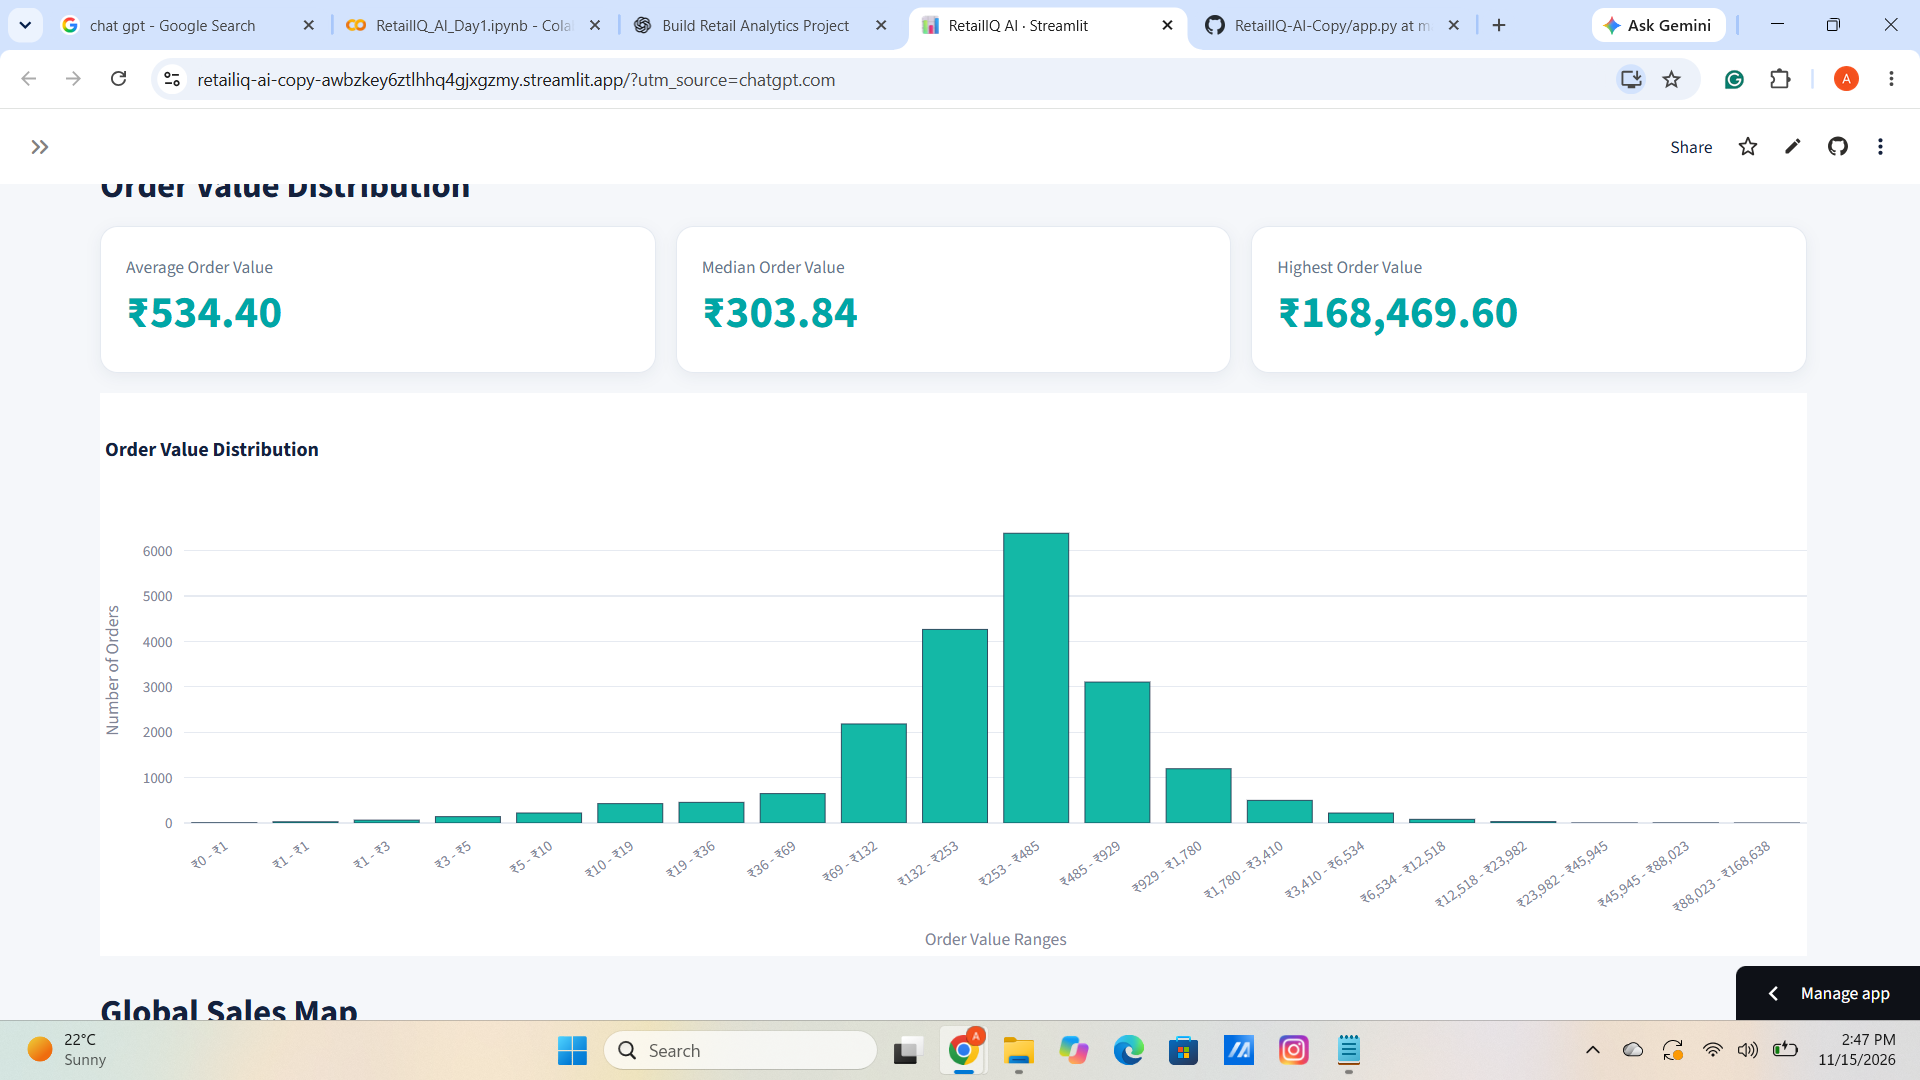 chat gpt - Google Search
RetailIQ_AI_Day1.ipynb - Cola
Build Retail Analytics Project
RetailIQ AI · Streamlit
RetailIQ-AI-Copy/app.py at m
Ask Gemini
retailiq-ai-copy-awbzkey6ztlhhq4gjxgzmy.streamlit.app/?utm_source=chatgpt.com
A
Share
Order Value Distribution
Average Order Value
₹534.40
Median Order Value
₹303.84
Highest Order Value
₹168,469.60
Order Value Distribution
Number of Orders
6000
5000
4000
3000
2000
1000
0
₹0 - ₹1
₹1 - ₹1
₹1 - ₹3
₹3 - ₹5
₹5 - ₹10
₹10 - ₹19
₹19 - ₹36
₹36 - ₹69
₹69 - ₹132
₹132 - ₹253
₹253 - ₹485
₹485 - ₹929
₹929 - ₹1,780
₹1,780 - ₹3,410
₹3,410 - ₹6,534
₹6,534 - ₹12,518
₹12,518 - ₹23,982
₹23,982 - ₹45,945
₹45,945 - ₹88,023
₹88,023 - ₹168,638
Order Value Ranges
Manage app
Global Sales Map
22°C
Sunny
Search
A
2:47 PM
11/15/2026